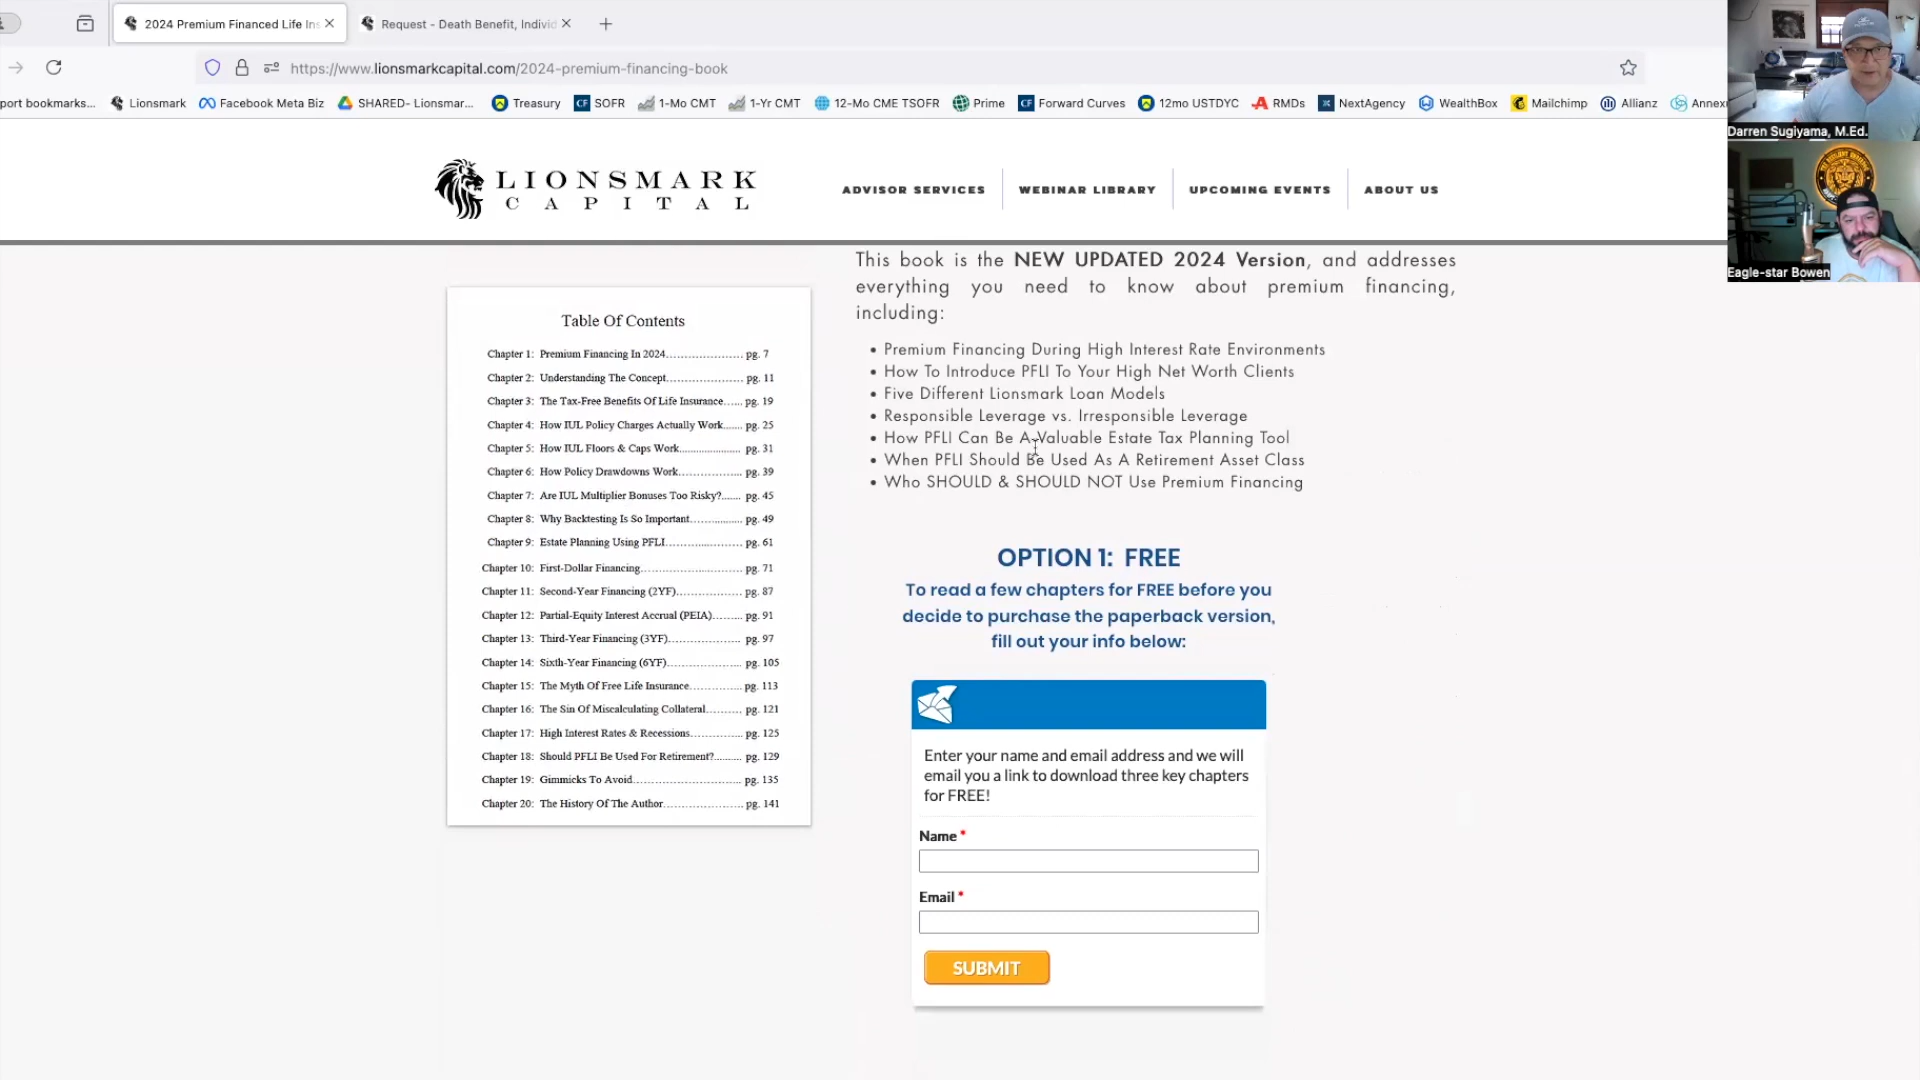 2024 Premium Financed Life Ins
Request - Death Benefit, Individ
https://www.lionsmarkcapital.com/2024-premium-financing-book
port bookmarks...
Lionsmark
Facebook Meta Biz
SHARED- Lionsmar...
Treasury
SOFR
1-Mo CMT
1-Yr CMT
12-Mo CME TSOFR
Prime
Forward Curves
12mo USTDYC
RMDs
NextAgency
WealthBox
Mailchimp
Allianz
Annex
Darren Sugiyama, M.Ed.
Eagle-star Bowen
LIONSMARK
CAPITAL
ADVISOR SERVICES
WEBINAR LIBRARY
UPCOMING EVENTS
ABOUT US
Table Of Contents
Chapter 1: Premium Financing In 2024..................... pg. 7
Chapter 2: Understanding The Concept................... pg. 11
Chapter 3: The Tax-Free Benefits Of Life Insurance..... pg. 19
Chapter 4: How IUL Policy Charges Actually Work...... pg. 25
Chapter 5: How IUL Floors & Caps Work..................... pg. 31
Chapter 6: How Policy Drawdowns Work.................. pg. 39
Chapter 7: Are IUL Multiplier Bonuses Too Risky?...... pg. 45
Chapter 8: Why Backtesting Is So Important............... pg. 49
Chapter 9: Estate Planning Using PFLI...................... pg. 61
Chapter 10: First-Dollar Financing............................ pg. 71
Chapter 11: Second-Year Financing (2YF)................... pg. 87
Chapter 12: Partial-Equity Interest Accrual (PEIA)........ pg. 91
Chapter 13: Third-Year Financing (3YF)..................... pg. 97
Chapter 14: Sixth-Year Financing (6YF)..................... pg. 105
Chapter 15: The Myth Of Free Life Insurance............... pg. 113
Chapter 16: The Sin Of Miscalculating Collateral.......... pg. 121
Chapter 17: High Interest Rates & Recessions.............. pg. 125
Chapter 18: Should PFLI Be Used For Retirement?......... pg. 129
Chapter 19: Gimmicks To Avoid.............................. pg. 135
Chapter 20: The History Of The Author....................... pg. 141
This book is the NEW UPDATED 2024 Version, and addresses
everything you need to know about premium financing,
including:
• Premium Financing During High Interest Rate Environments
• How To Introduce PFLI To Your High Net Worth Clients
• Five Different Lionsmark Loan Models
• Responsible Leverage vs. Irresponsible Leverage
• How PFLI Can Be A Valuable Estate Tax Planning Tool
• When PFLI Should Be Used As A Retirement Asset Class
• Who SHOULD & SHOULD NOT Use Premium Financing
OPTION 1: FREE
To read a few chapters for FREE before you
decide to purchase the paperback version,
fill out your info below:
Enter your name and email address and we will
email you a link to download three key chapters
for FREE!
Name *
Email *
SUBMIT